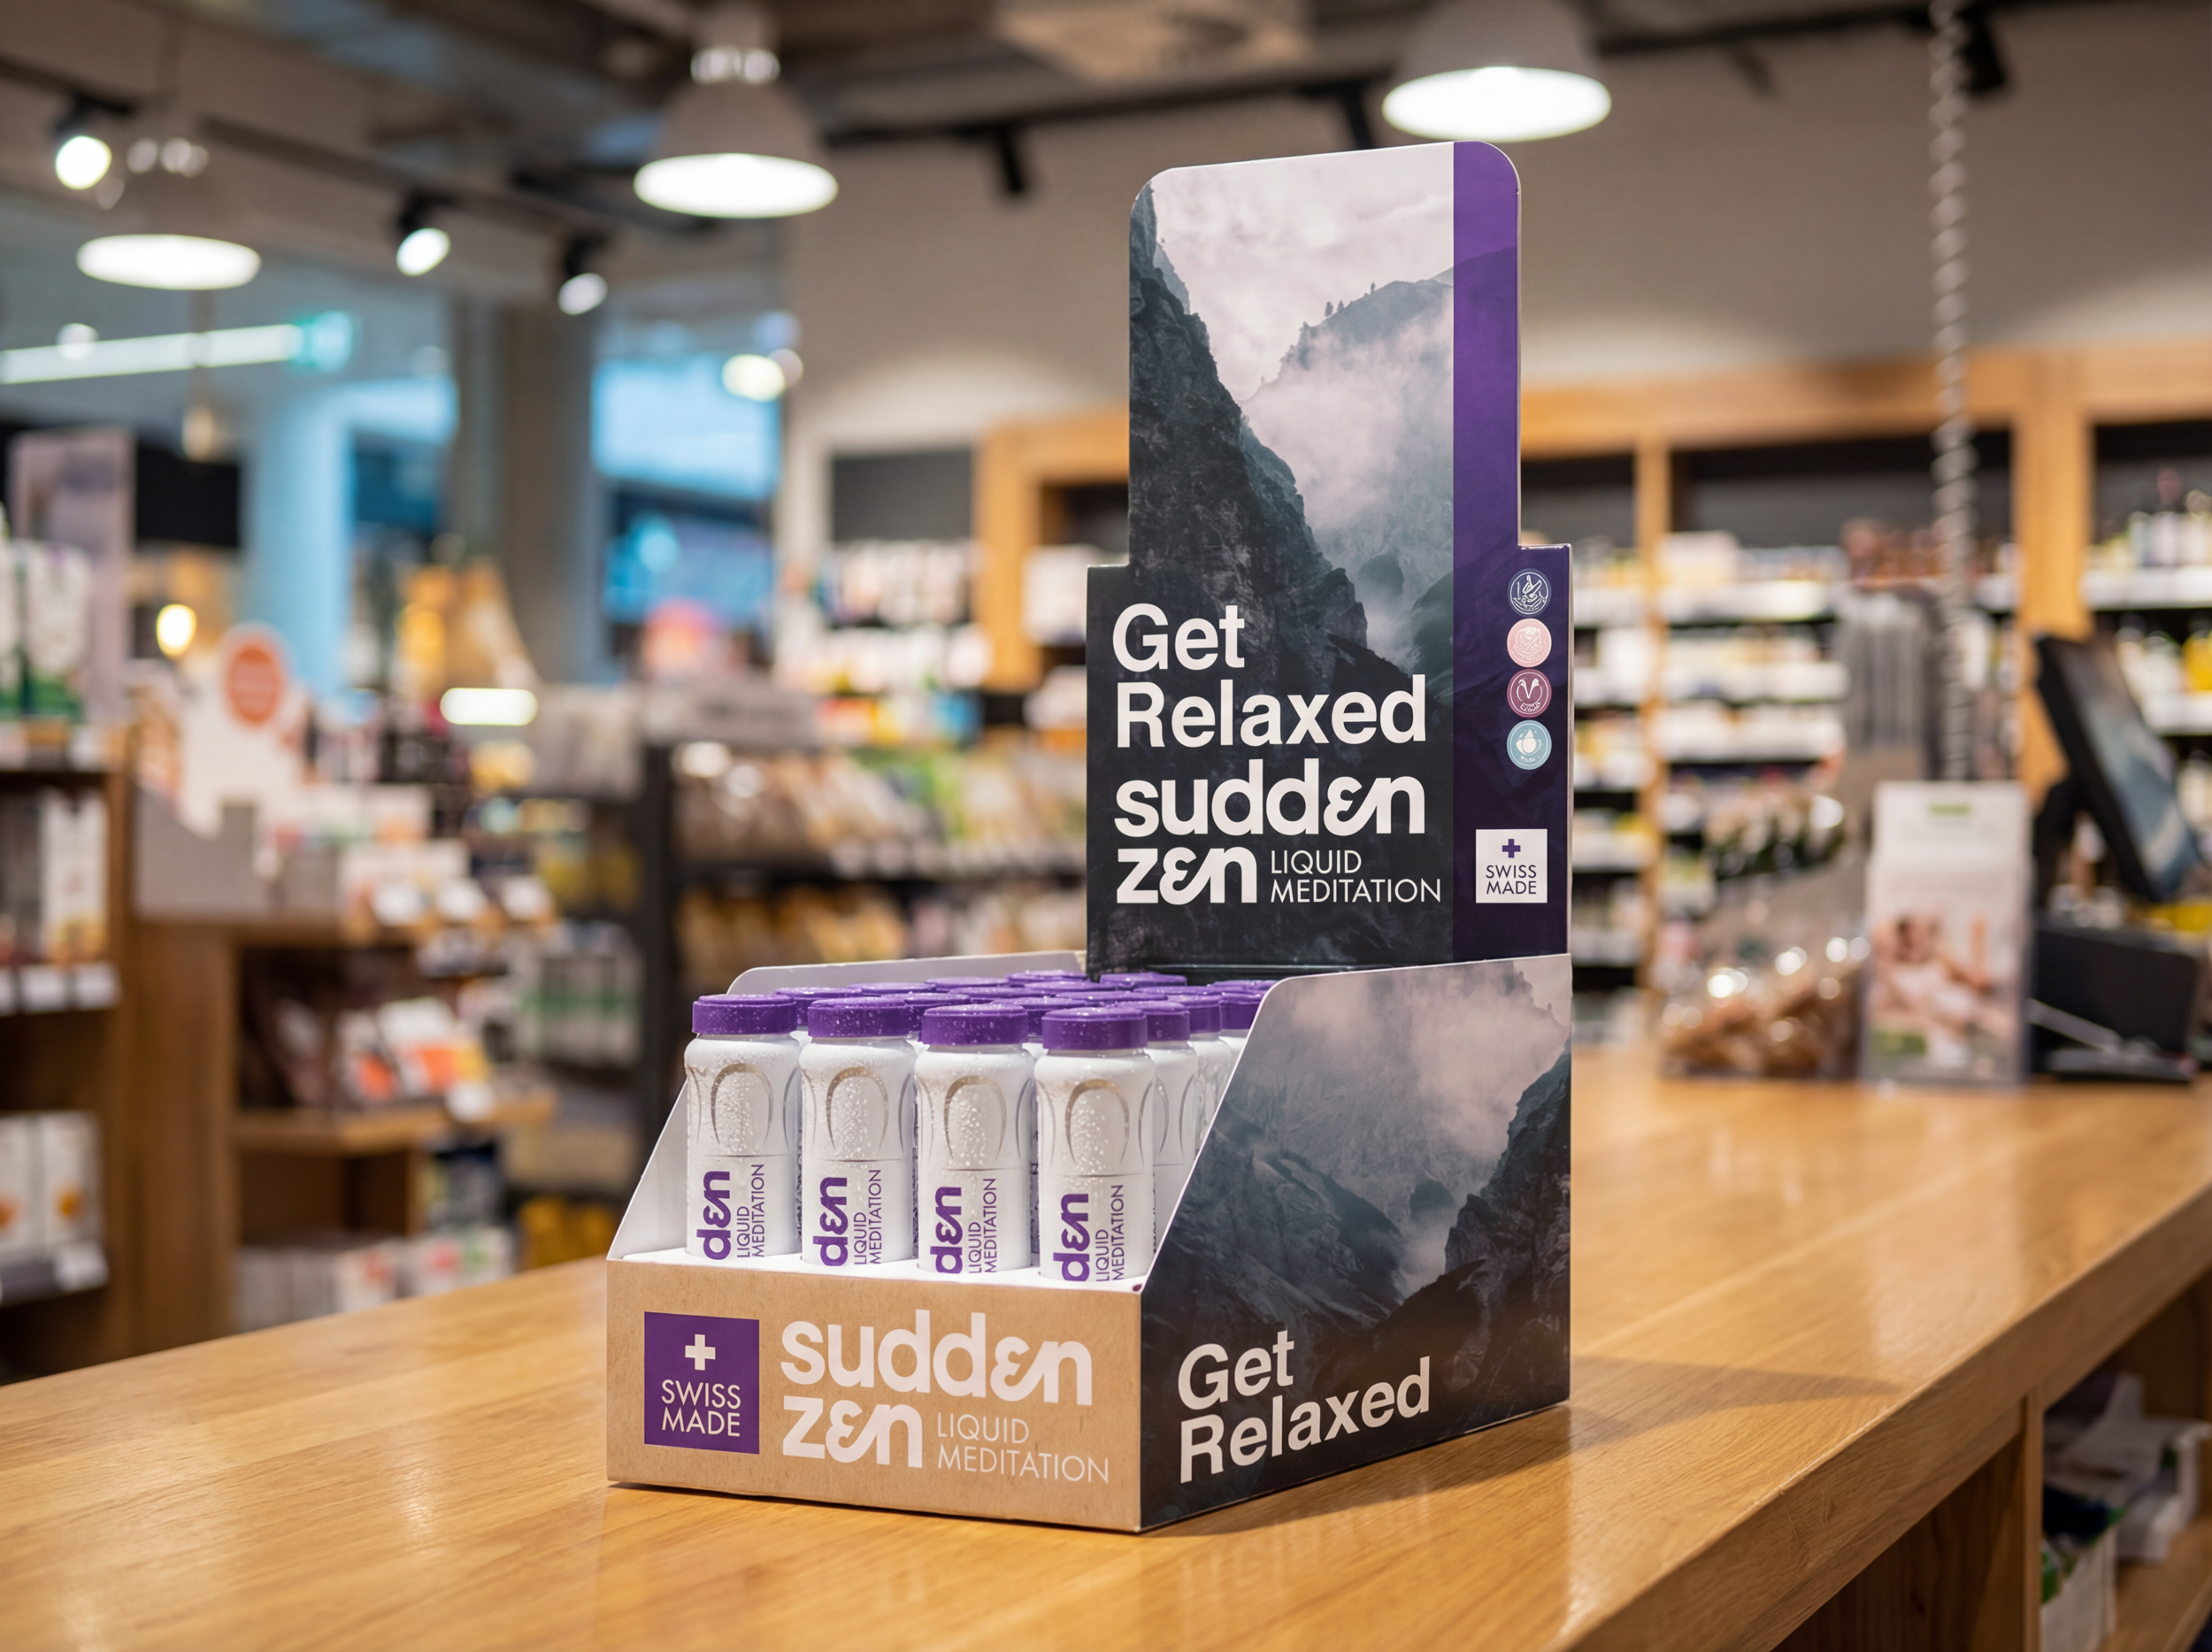 Get
Relaxed
sudden
zen LIQUID
MEDITATION
SWISS
MADE
den
LIQUID
MEDITATION
den
LIQUID
MEDITATION
den
LIQUID
MEDITATION
den
LIQUID
MEDITATION
SWISS
MADE
sudden
zen LIQUID
MEDITATION
Get
Relaxed